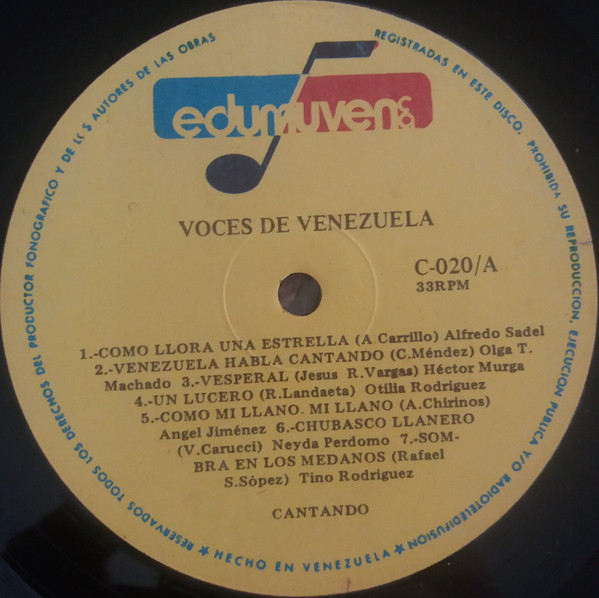 RESERVADOS TODOS LOS DERECHOS DEL PRODUCTOR FONOGRAFICO Y DE LOS AUTORES DE LAS OBRAS
REGISTRADAS EN ESTE DISCO. PROHIBIDA SU REPRODUCCION, EJECUCION PUBLICA Y/O RADIOTELEDIFUSION
edumuven
co
VOCES DE VENEZUELA
C-020/A
33RPM
1.-COMO LLORA UNA ESTRELLA (A.Carrillo) Alfredo Sadel
2.-VENEZUELA HABLA CANTANDO (C.Méndez) Olga T.
Machado 3.-VESPERAL (Jesus R.Vargas) Héctor Murga
4.-UN LUCERO (R.Landaeta) Otilia Rodriguez
5.-COMO MI LLANO. MI LLANO (A.Chirinos)
Angel Jiménez 6.-CHUBASCO LLANERO
(V.Carucci) Neyda Perdomo 7.-SOM-
BRA EN LOS MEDANOS (Rafael
S.Sópez) Tino Rodriguez
CANTANDO
★ HECHO EN VENEZUELA ★